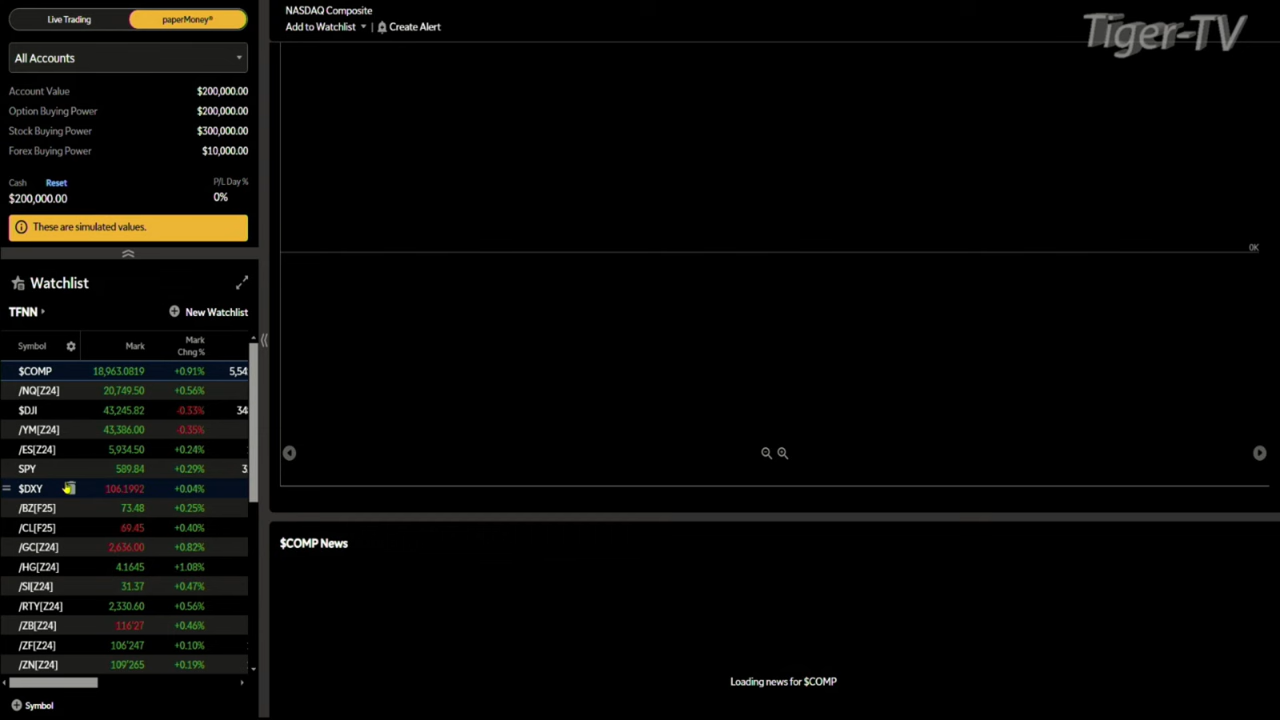 Live Trading
paperMoney®
All Accounts
Account Value $200,000.00
Option Buying Power $200,000.00
Stock Buying Power $300,000.00
Forex Buying Power $10,000.00
Cash Reset P/L Day %
$200,000.00 0%
These are simulated values.
Watchlist
TFNN New Watchlist
Symbol Mark Mark Chng %
$COMP 18,963.0819 +0.91% 5,54
/NQ[Z24] 20,749.50 +0.56%
$DJI 43,245.82 -0.33% 34
/YM[Z24] 43,386.00 -0.35%
/ES[Z24] 5,934.50 +0.24%
SPY 589.84 +0.29% 3
$DXY 106.1992 +0.04%
/BZ[F25] 73.48 +0.25%
/CL[F25] 69.45 +0.40%
/GC[Z24] 2,636.00 +0.82%
/HG[Z24] 4.1645 +1.08%
/SI[Z24] 31.37 +0.47%
/RTY[Z24] 2,330.60 +0.56%
/ZB[Z24] 116'27 +0.46%
/ZF[Z24] 106'247 +0.10%
/ZN[Z24] 109'265 +0.19%
Symbol
NASDAQ Composite
Add to Watchlist Create Alert
Tiger-TV
0K
$COMP News
Loading news for $COMP